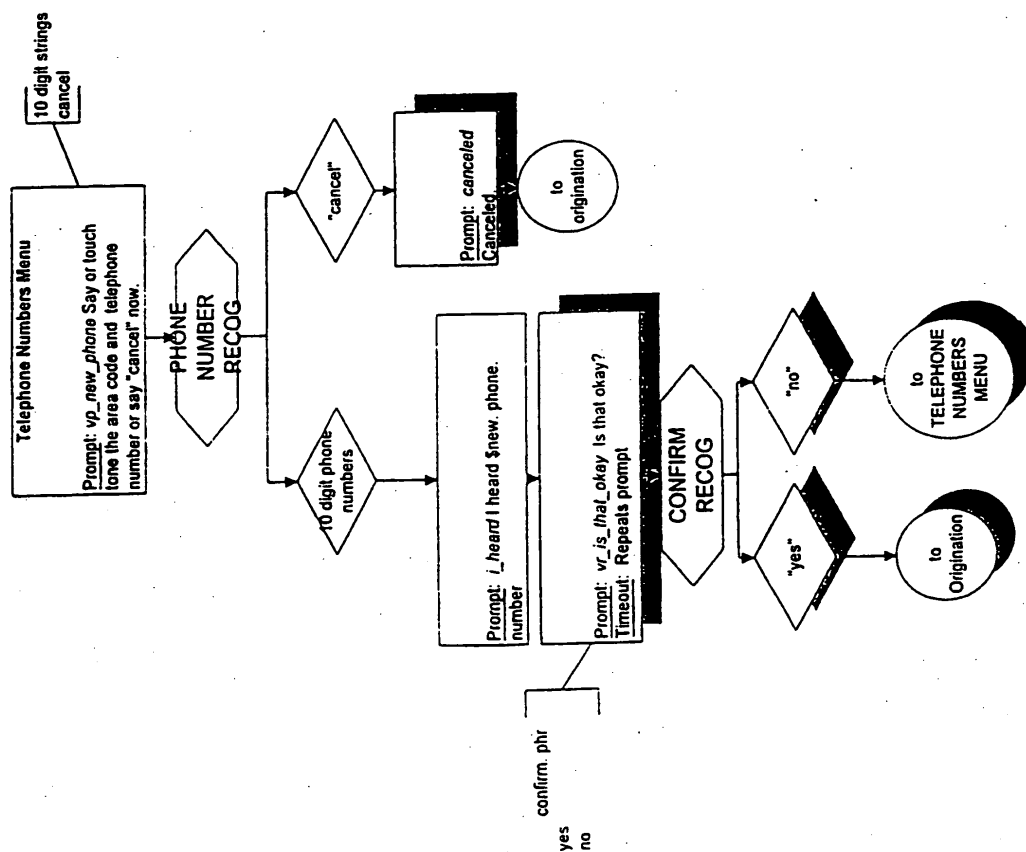 10 digit strings
cancel
Telephone Numbers Menu
Prompt: vp_new_phone Say or touch
tone the area code and telephone
number or say "cancel" now.
PHONE
NUMBER
RECOG
"cancel"
10 digit phone
numbers
Prompt: canceled
Canceled
to
origination
Prompt: i_heard I heard $new. phone.
number
Prompt: vr_is_that_okay Is that okay?
Timeout: Repeats prompt
confirm. phr
yes
no
CONFIRM
RECOG
"yes"
"no"
to
Origination
to
TELEPHONE
NUMBERS
MENU